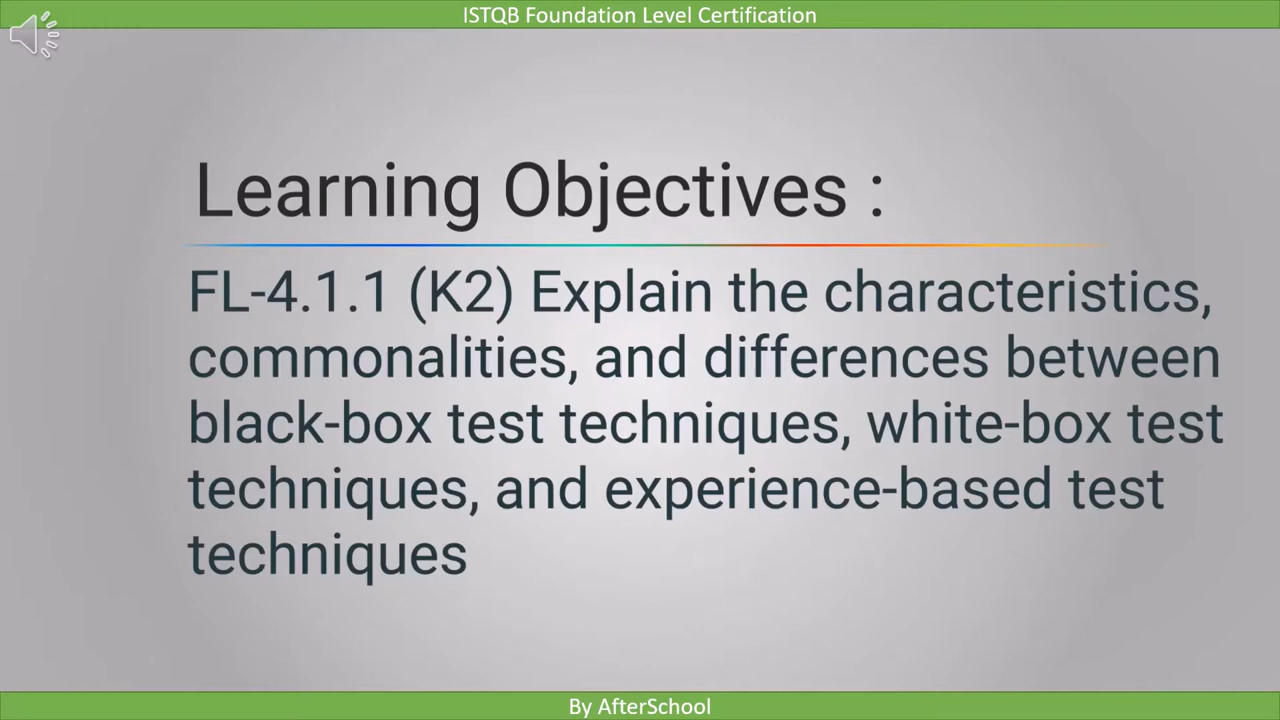 ISTQB Foundation Level Certification
Learning Objectives :
FL-4.1.1 (K2) Explain the characteristics,
commonalities, and differences between
black-box test techniques, white-box test
techniques, and experience-based test
techniques
By AfterSchool